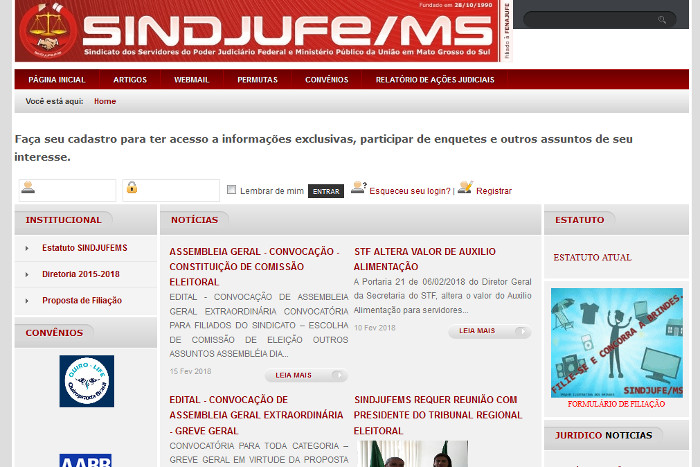 Fundado em 28/10/1990
SINDJUFE/MS
Sindicato dos Servidores do Poder Judiciário Federal e Ministério Público da União em Mato Grosso do Sul
Filiado à FENAJUFE
PÁGINA INICIAL ARTIGOS WEBMAIL PERMUTAS CONVÊNIOS RELATÓRIO DE AÇÕES JUDICIAIS
Você está aqui: Home
Faça seu cadastro para ter acesso a informações exclusivas, participar de enquetes e outros assuntos de seu
interesse.
Lembrar de mim ENTRAR Esqueceu seu login? | Registrar
INSTITUCIONAL
Estatuto SINDJUFEMS
Diretoria 2015-2018
Proposta de Filiação
CONVÊNIOS
QUIRO - LIFE
Quiropraxia Brasil
AABB
NOTÍCIAS
ASSEMBLEIA GERAL - CONVOCAÇÃO -
CONSTITUIÇÃO DE COMISSÃO
ELEITORAL
EDITAL - CONVOCAÇÃO DE ASSEMBLEIA
GERAL EXTRAORDINÁRIA CONVOCATÓRIA
PARA FILIADOS DO SINDICATO – ESCOLHA
DE COMISSÃO DE ELEIÇÃO OUTROS
ASSUNTOS ASSEMBLÉIA DIA...
15 Fev 2018
LEIA MAIS
STF ALTERA VALOR DE AUXILIO
ALIMENTAÇÃO
A Portaria 21 de 06/02/2018 do Diretor Geral
da Secretaria do STF, altera o valor do Auxílio
Alimentação para servidores...
10 Fev 2018
LEIA MAIS
EDITAL - CONVOCAÇÃO DE
ASSEMBLEIA GERAL EXTRAORDINÁRIA
- GREVE GERAL
CONVOCATÓRIA PARA TODA CATEGORIA –
GREVE GERAL EM VIRTUDE DA PROPOSTA
SINDJUFEMS REQUER REUNIÃO COM
PRESIDENTE DO TRIBUNAL REGIONAL
ELEITORAL
ESTATUTO
ESTATUTO ATUAL
FILIE-SE E CONCORRA A BRINDES.
SINDJUFE/MS
FORMULÁRIO DE FILIAÇÃO
JURIDICO NOTICIAS